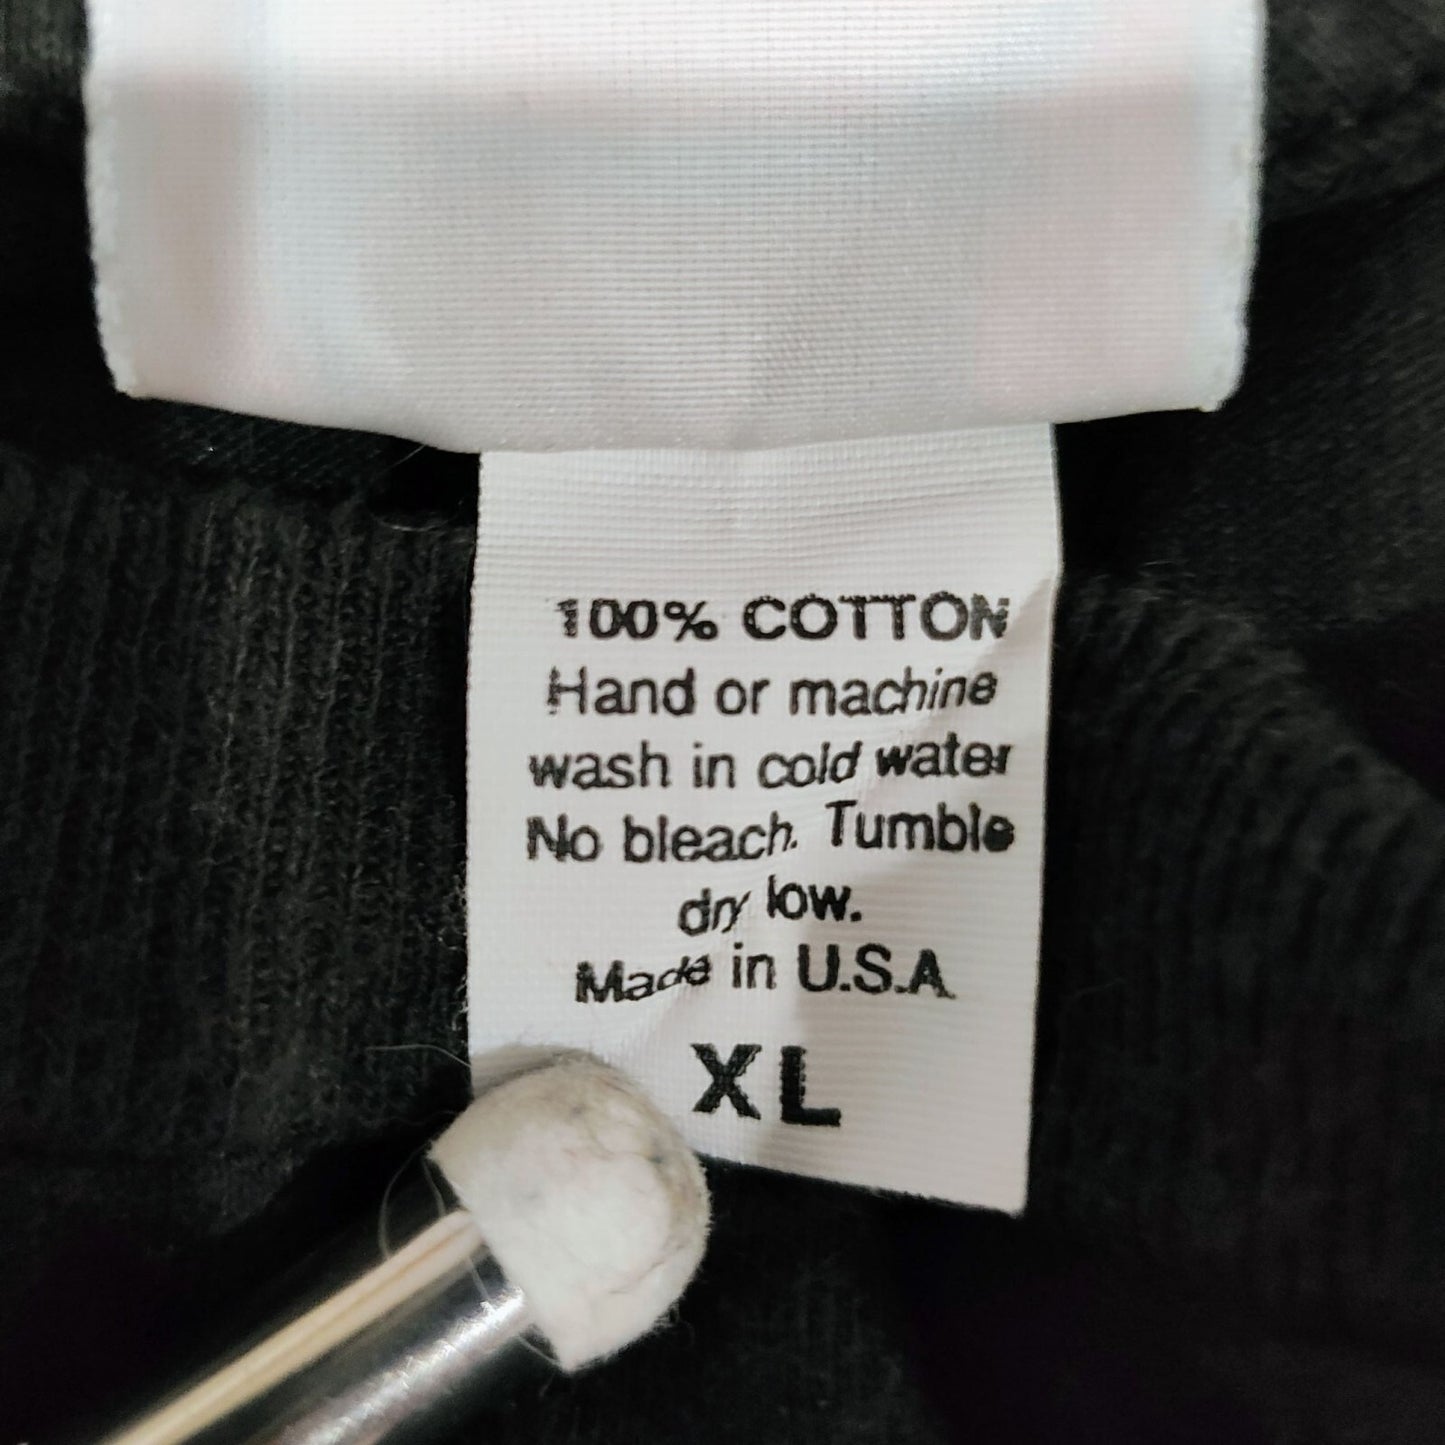 100% COTTON
Hand or machine
wash in cold water
No bleach. Tumble
dry low.
Made in U.S.A.
XL